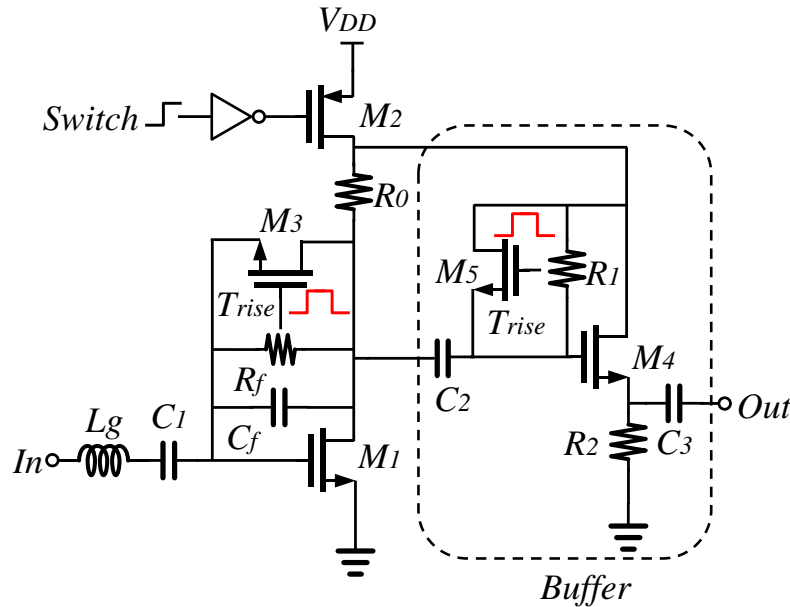 VDD
Switch
M2
R0
M3
M5
R1
Trise
Trise
M4
Rf
C2
Lg
C1
Cf
M1
R2
C3
Out
In
Buffer